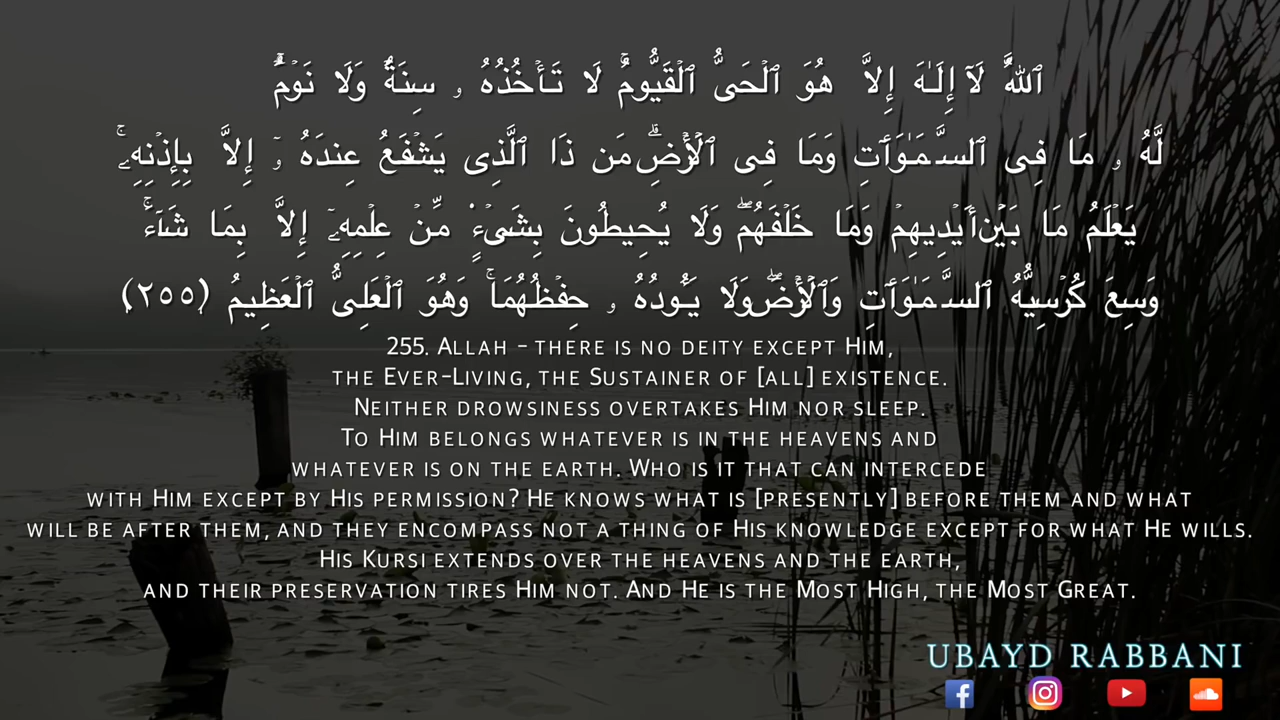 ٱللَّهُ لَآ إِلَـٰهَ إِلَّا هُوَ ٱلْحَىُّ ٱلْقَيُّومُ ۚ لَا تَأْخُذُهُۥ سِنَةٌ وَلَا نَوْمٌ ۚ
لَّهُۥ مَا فِى ٱلسَّمَـٰوَٰتِ وَمَا فِى ٱلْأَرْضِ ۗ مَن ذَا ٱلَّذِى يَشْفَعُ عِندَهُۥٓ إِلَّا بِإِذْنِهِۦ ۚ
يَعْلَمُ مَا بَيْنَ أَيْدِيهِمْ وَمَا خَلْفَهُمْ ۖ وَلَا يُحِيطُونَ بِشَىْءٍ مِّنْ عِلْمِهِۦٓ إِلَّا بِمَا شَآءَ ۚ
وَسِعَ كُرْسِيُّهُ ٱلسَّمَـٰوَٰتِ وَٱلْأَرْضَ ۖ وَلَا يَـُٔودُهُۥ حِفْظُهُمَا ۚ وَهُوَ ٱلْعَلِىُّ ٱلْعَظِيمُ (٢٥٥)
255. Allah - there is no deity except Him,
the Ever-Living, the Sustainer of [all] existence.
Neither drowsiness overtakes Him nor sleep.
To Him belongs whatever is in the heavens and
whatever is on the earth. Who is it that can intercede
with Him except by His permission? He knows what is [presently] before them and what
will be after them, and they encompass not a thing of His knowledge except for what He wills.
His Kursi extends over the heavens and the earth,
and their preservation tires Him not. And He is the Most High, the Most Great.
UBAYD RABBANI